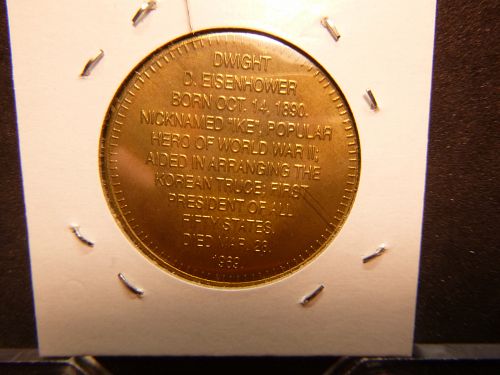 DWIGHT
D. EISENHOWER
BORN OCT. 14, 1890.
NICKNAMED "IKE", POPULAR
HERO OF WORLD WAR II;
AIDED IN ARRANGING THE
KOREAN TRUCE; FIRST
PRESIDENT OF ALL
FIFTY STATES.
DIED MAR. 28
1969